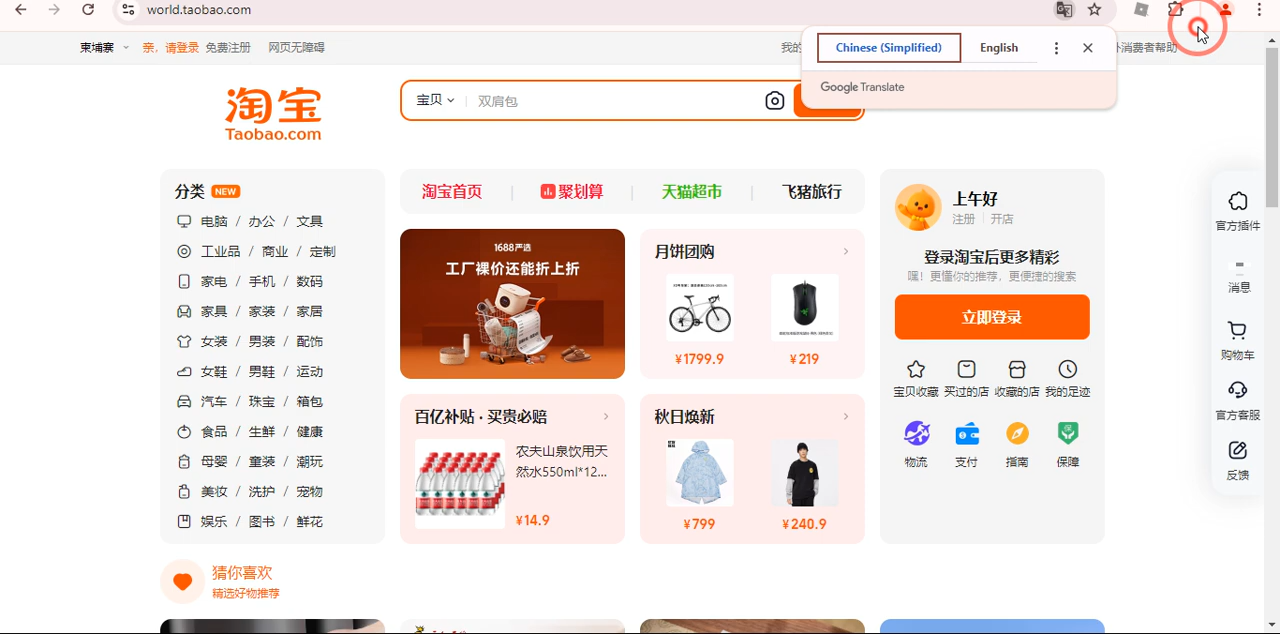 world.taobao.com
柬埔寨 亲，请登录 免费注册 网页无障碍
我的
外消费者帮助
Chinese (Simplified) English
Google Translate
淘宝
Taobao.com
宝贝 双肩包
分类 NEW
电脑 / 办公 / 文具
工业品 / 商业 / 定制
家电 / 手机 / 数码
家具 / 家装 / 家居
女装 / 男装 / 配饰
女鞋 / 男鞋 / 运动
汽车 / 珠宝 / 箱包
食品 / 生鲜 / 健康
母婴 / 童装 / 潮玩
美妆 / 洗护 / 宠物
娱乐 / 图书 / 鲜花
淘宝首页 聚划算 天猫超市 飞猪旅行
1688严选
工厂裸价还能折上折
月饼团购
¥1799.9 ¥219
百亿补贴 · 买贵必赔
农夫山泉饮用天
然水550ml*12...
¥14.9
秋日焕新
¥799 ¥240.9
上午好
注册 开店
登录淘宝后更多精彩
嘿！更懂你的推荐，更便捷的搜索
立即登录
宝贝收藏 买过的店 收藏的店 我的足迹
物流 支付 指南 保障
官方插件
消息
购物车
官方客服
反馈
猜你喜欢
精选好物推荐